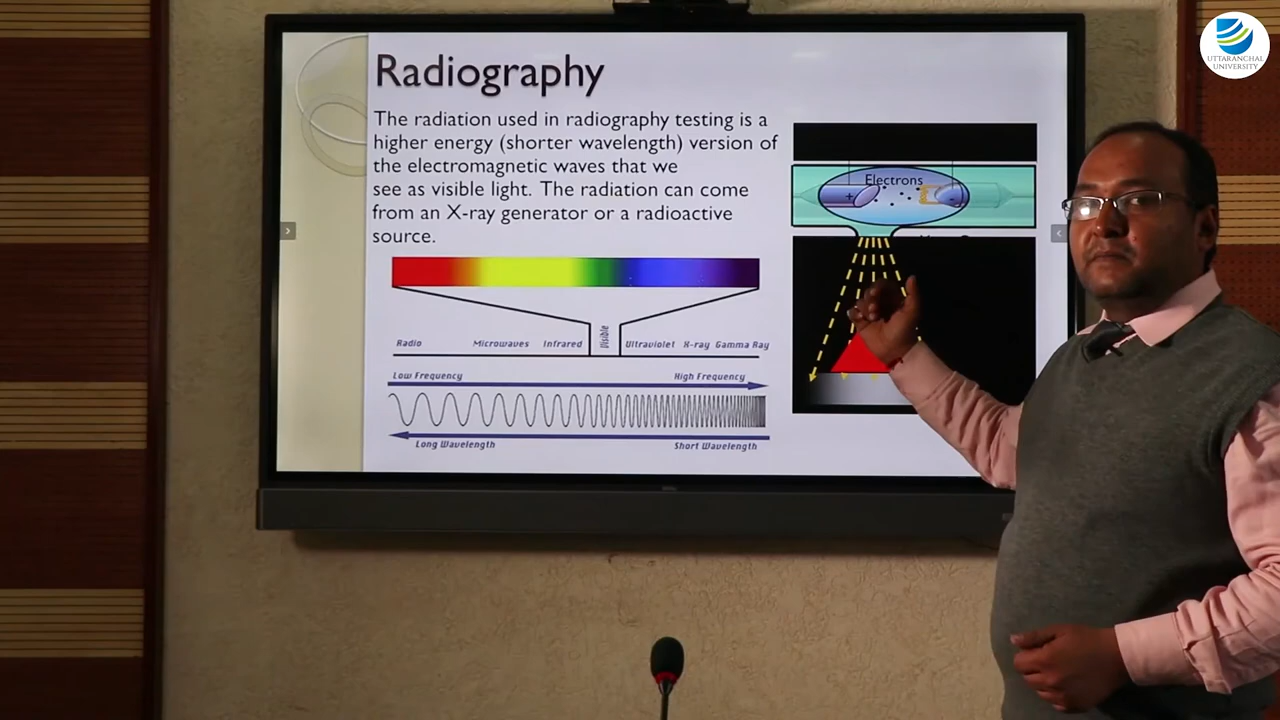 Radiography
The radiation used in radiography testing is a
higher energy (shorter wavelength) version of
the electromagnetic waves that we
see as visible light. The radiation can come
from an X-ray generator or a radioactive
source.
Electrons
+
-
Radio
Microwaves
Infrared
Visible
Ultraviolet
X-ray
Gamma Ray
Low Frequency
High Frequency
Long Wavelength
Short Wavelength
UTTARANCHAL
UNIVERSITY